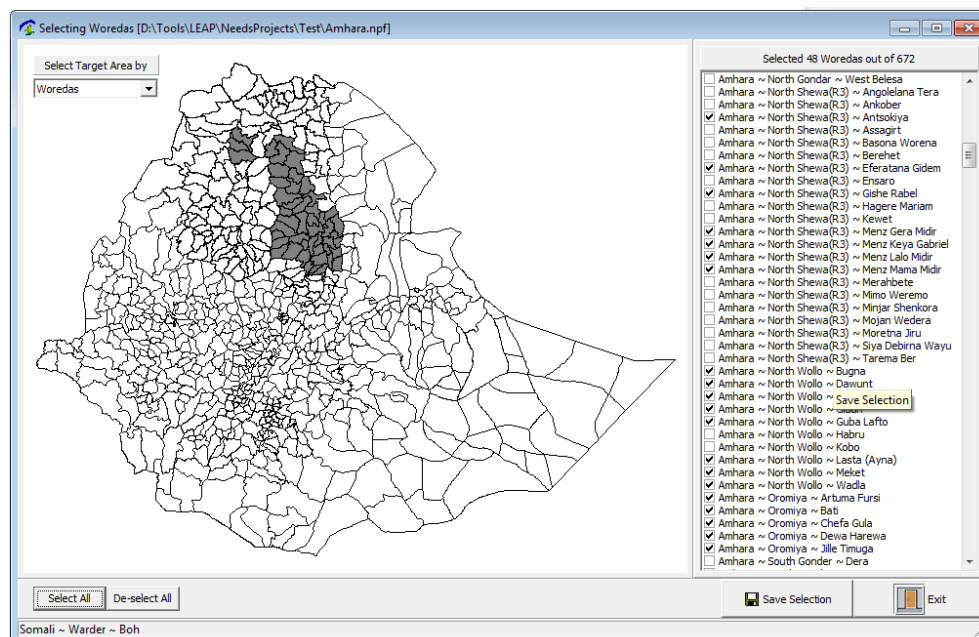 Selecting Woredas [D:\Tools\LEAP\NeedsProjects\Test\Amhara.npf]
Select Target Area by
Woredas
Selected 48 Woredas out of 672
Amhara ~ North Gondar ~ West Belesa
Amhara ~ North Shewa(R3) ~ Angolelana Tera
Amhara ~ North Shewa(R3) ~ Ankober
Amhara ~ North Shewa(R3) ~ Antsokiya
Amhara ~ North Shewa(R3) ~ Assagirt
Amhara ~ North Shewa(R3) ~ Basona Worena
Amhara ~ North Shewa(R3) ~ Berehet
Amhara ~ North Shewa(R3) ~ Eferatana Gidem
Amhara ~ North Shewa(R3) ~ Ensaro
Amhara ~ North Shewa(R3) ~ Gishe Rabel
Amhara ~ North Shewa(R3) ~ Hagere Mariam
Amhara ~ North Shewa(R3) ~ Kewet
Amhara ~ North Shewa(R3) ~ Menz Gera Midir
Amhara ~ North Shewa(R3) ~ Menz Keya Gabriel
Amhara ~ North Shewa(R3) ~ Menz Lalo Midir
Amhara ~ North Shewa(R3) ~ Menz Mama Midir
Amhara ~ North Shewa(R3) ~ Merahbete
Amhara ~ North Shewa(R3) ~ Mimo Weremo
Amhara ~ North Shewa(R3) ~ Minjar Shenkora
Amhara ~ North Shewa(R3) ~ Mojan Wedera
Amhara ~ North Shewa(R3) ~ Moretna Jiru
Amhara ~ North Shewa(R3) ~ Siya Debirna Wayu
Amhara ~ North Shewa(R3) ~ Tarema Ber
Amhara ~ North Wollo ~ Bugna
Amhara ~ North Wollo ~ Dawunt
Amhara ~ North Wollo ~
Save Selection
Amhara ~ North Wollo ~
Amhara ~ North Wollo ~ Guba Lafto
Amhara ~ North Wollo ~ Habru
Amhara ~ North Wollo ~ Kobo
Amhara ~ North Wollo ~ Lasta (Ayna)
Amhara ~ North Wollo ~ Meket
Amhara ~ North Wollo ~ Wadla
Amhara ~ Oromiya ~ Artuma Fursi
Amhara ~ Oromiya ~ Bati
Amhara ~ Oromiya ~ Chefa Gula
Amhara ~ Oromiya ~ Dewa Harewa
Amhara ~ Oromiya ~ Jille Timuga
Amhara ~ South Gonder ~ Dera
Select All
De-select All
Save Selection
Exit
Somali ~ Warder ~ Boh